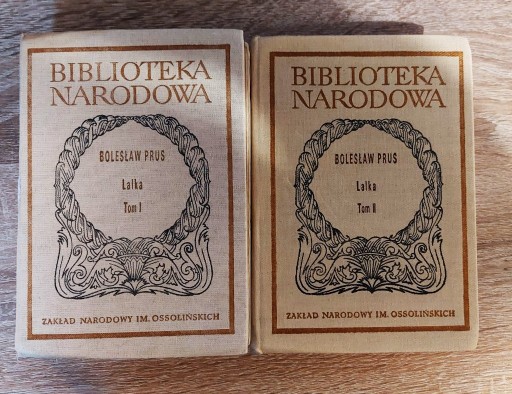 BIBLIOTEKA
NARODOWA
BOLESŁAW PRUS
Lalka
Tom I
ZAKŁAD NARODOWY IM. OSSOLIŃSKICH
BIBLIOTEKA
NARODOWA
BOLESŁAW PRUS
Lalka
Tom II
ZAKŁAD NARODOWY IM. OSSOLIŃSKICH